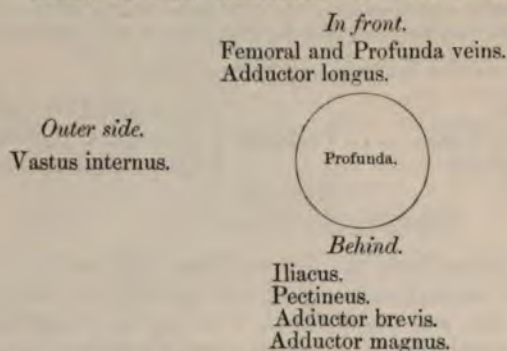 In front.
Femoral and Profunda veins.
Adductor longus.
Outer side.
Vastus internus.
Profunda.
Behind.
Iliacus.
Pectineus.
Adductor brevis.
Adductor magnus.